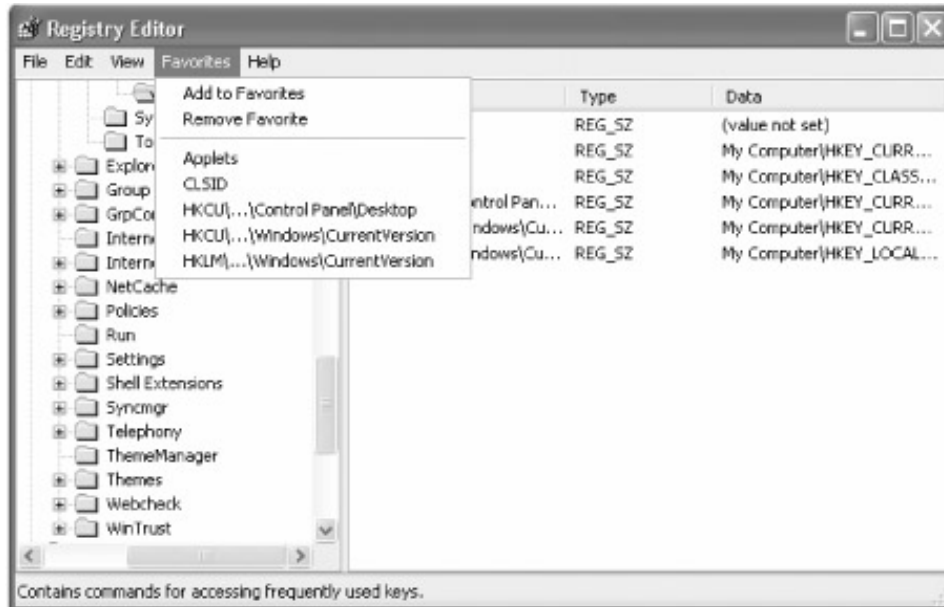 Registry Editor
File Edit View Favorites Help
Add to Favorites
Remove Favorite
Applets
CLSID
HKCU\...\Control Panel\Desktop
HKCU\...\Windows\CurrentVersion
HKLM\...\Windows\CurrentVersion
Sy
To
Explor
Group
GrpCo
Interne
Interne
NetCache
Policies
Run
Settings
Shell Extensions
Syncmgr
Telephony
ThemeManager
Themes
Webcheck
WinTrust
Type Data
REG_SZ (value not set)
REG_SZ My Computer\HKEY_CURR...
REG_SZ My Computer\HKEY_CLASS...
ntrol Pan... REG_SZ My Computer\HKEY_CURR...
ndows\Cu... REG_SZ My Computer\HKEY_CURR...
ndows\Cu... REG_SZ My Computer\HKEY_LOCAL...
Contains commands for accessing frequently used keys.